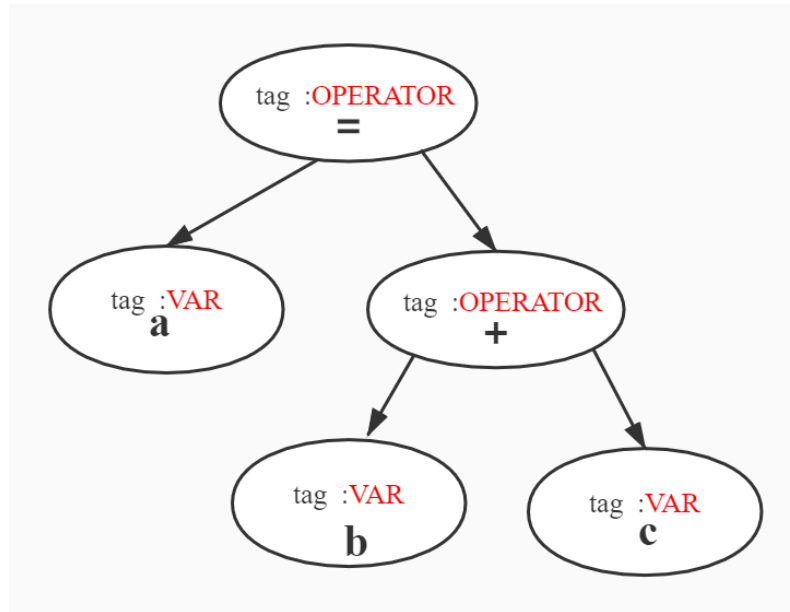 tag :OPERATOR
=
tag :VAR
a
tag :OPERATOR
+
tag :VAR
b
tag :VAR
c